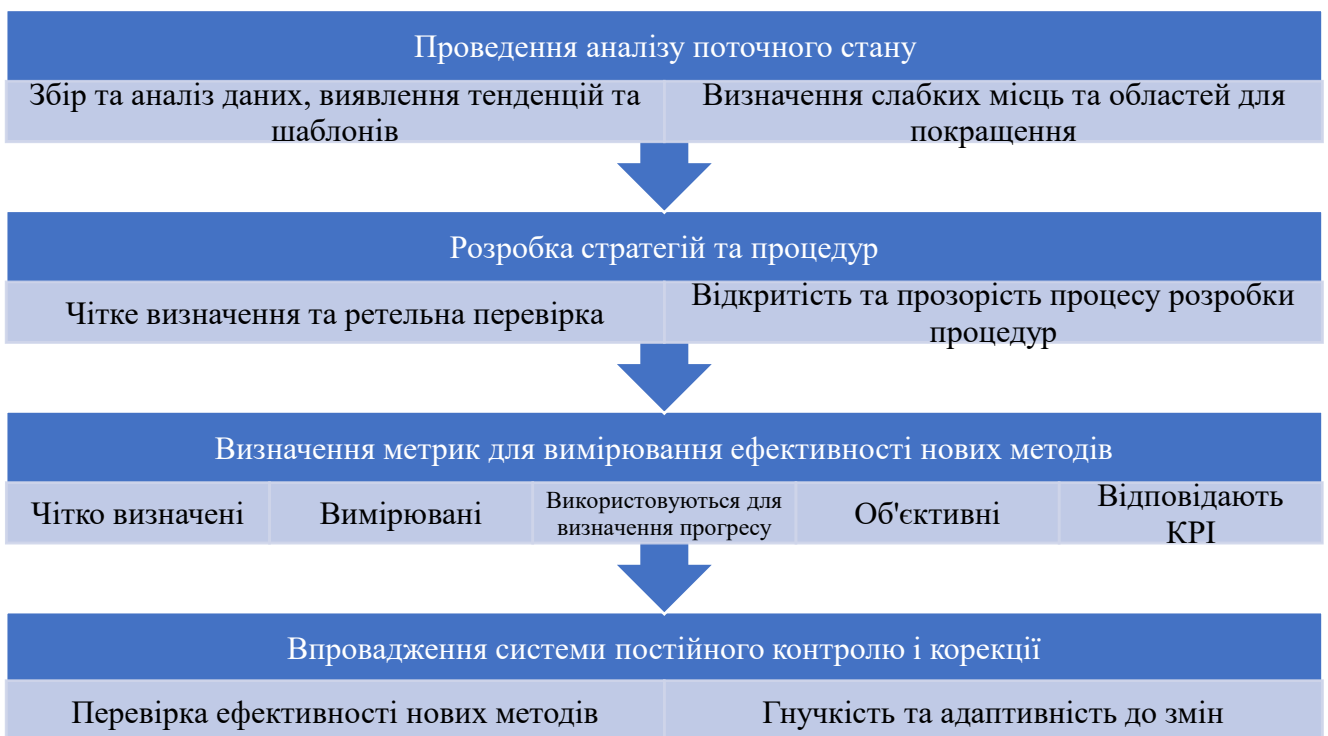 Проведення аналізу поточного стану
Збір та аналіз даних, виявлення тенденцій та
шаблонів
Визначення слабких місць та областей для
покращення
Розробка стратегій та процедур
Чітке визначення та ретельна перевірка
Відкритість та прозорість процесу розробки
процедур
Визначення метрик для вимірювання ефективності нових методів
Чітко визначені
Вимірювані
Використовуються для
визначення прогресу
Об'єктивні
Відповідають
KPI
Впровадження системи постійного контролю і корекції
Перевірка ефективності нових методів
Гнучкість та адаптивність до змін